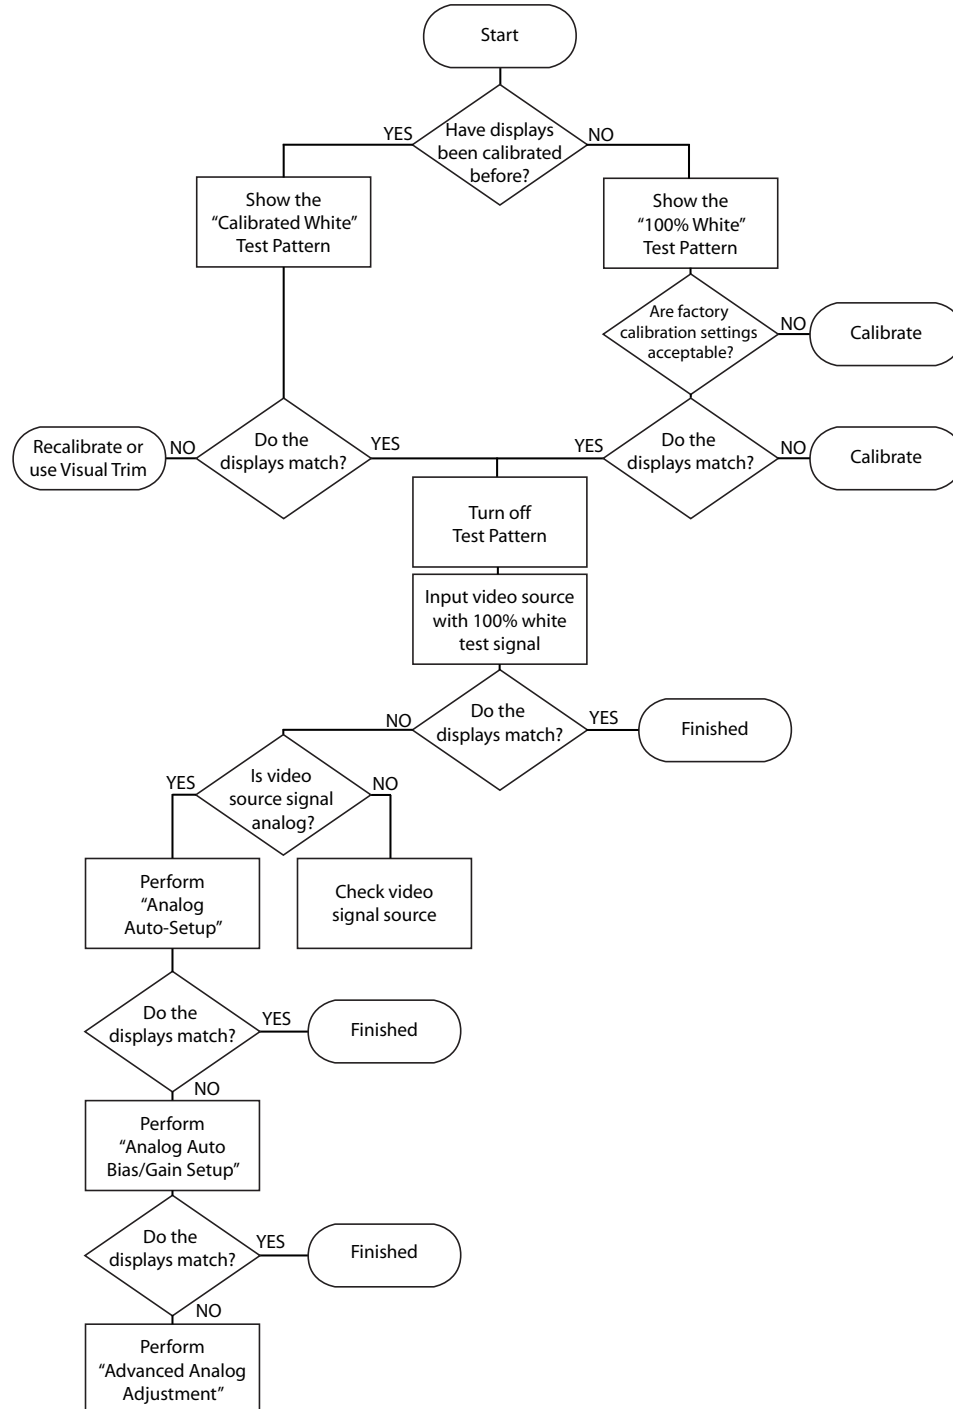 Start
Have displays
been calibrated
before?
YES
NO
Show the
“Calibrated White”
Test Pattern
Show the
“100% White”
Test Pattern
Are factory
calibration settings
acceptable?
NO
Calibrate
Recalibrate or
use Visual Trim
NO
Do the
displays match?
YES
YES
Do the
displays match?
NO
Calibrate
Turn off
Test Pattern
Input video source
with 100% white
test signal
Do the
displays match?
NO
YES
Finished
Is video
source signal
analog?
YES
NO
Perform
“Analog
Auto-Setup”
Check video
signal source
Do the
displays match?
YES
Finished
NO
Perform
“Analog Auto
Bias/Gain Setup”
Do the
displays match?
YES
Finished
NO
Perform
“Advanced Analog
Adjustment”